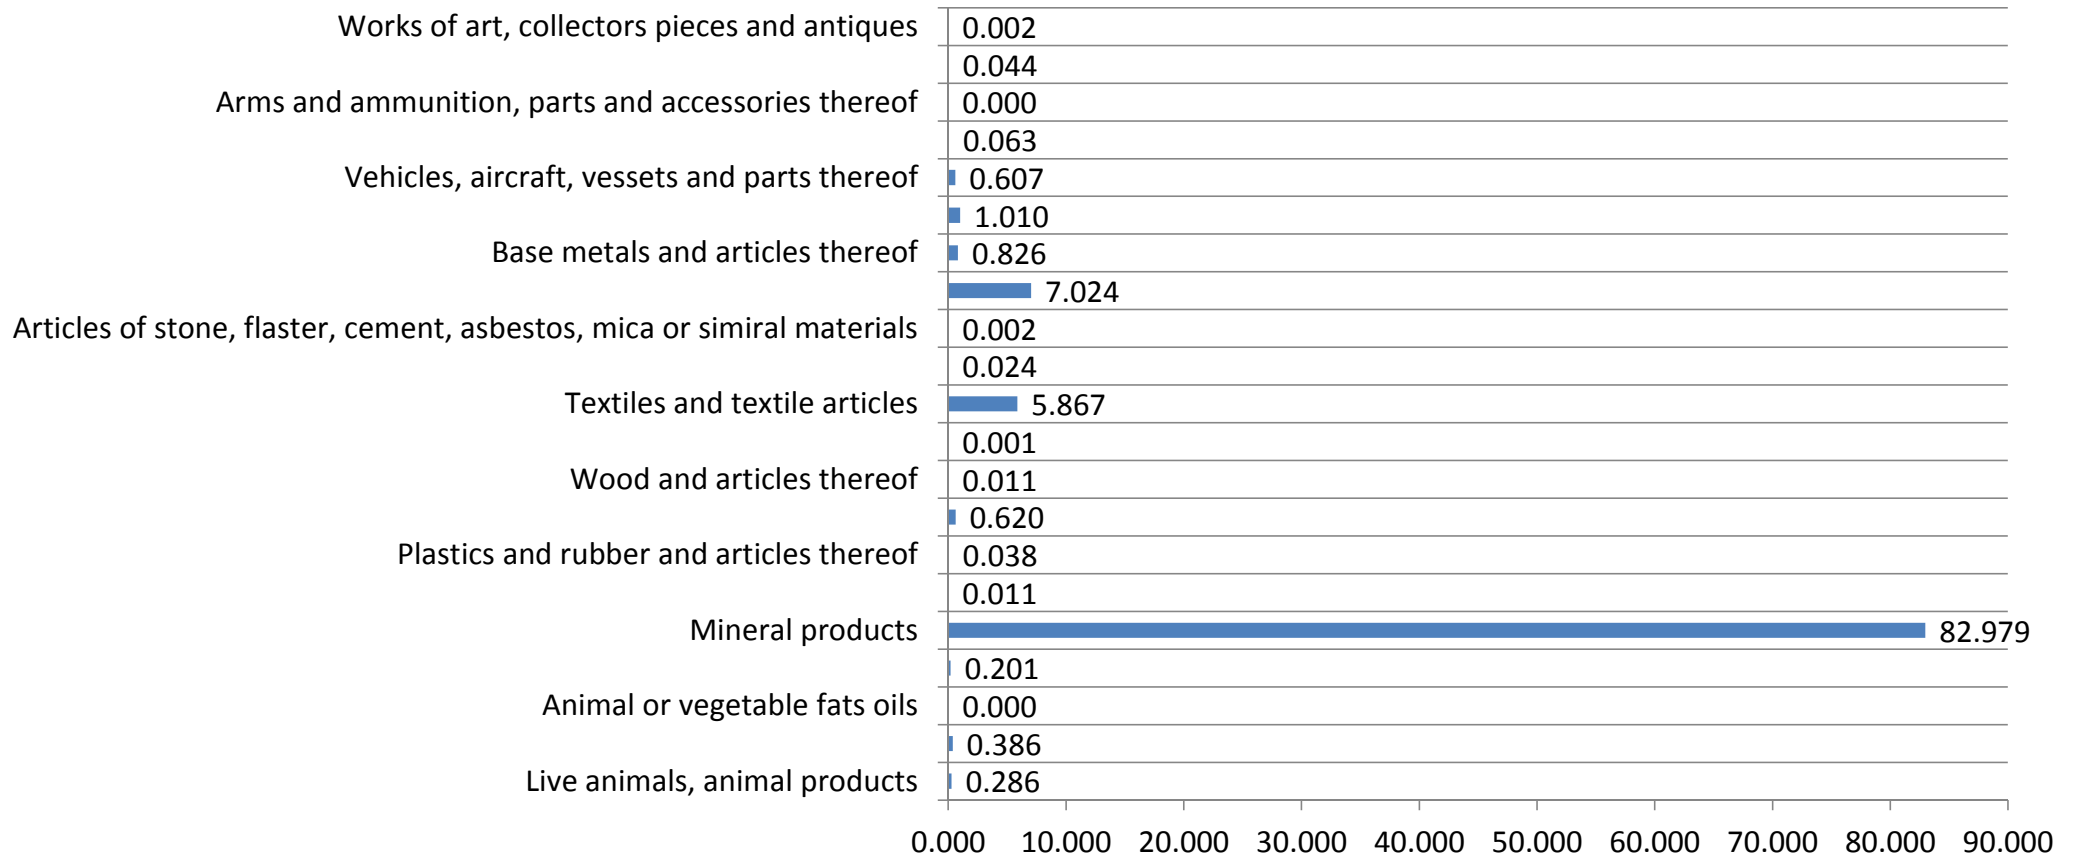 Works of art, collectors pieces and antiques 0.002
0.044
Arms and ammunition, parts and accessories thereof 0.000
0.063
Vehicles, aircraft, vessets and parts thereof 0.607
1.010
Base metals and articles thereof 0.826
7.024
Articles of stone, flaster, cement, asbestos, mica or simiral materials 0.002
0.024
Textiles and textile articles 5.867
0.001
Wood and articles thereof 0.011
0.620
Plastics and rubber and articles thereof 0.038
0.011
Mineral products 82.979
0.201
Animal or vegetable fats oils 0.000
0.386
Live animals, animal products 0.286
0.000 10.000 20.000 30.000 40.000 50.000 60.000 70.000 80.000 90.000